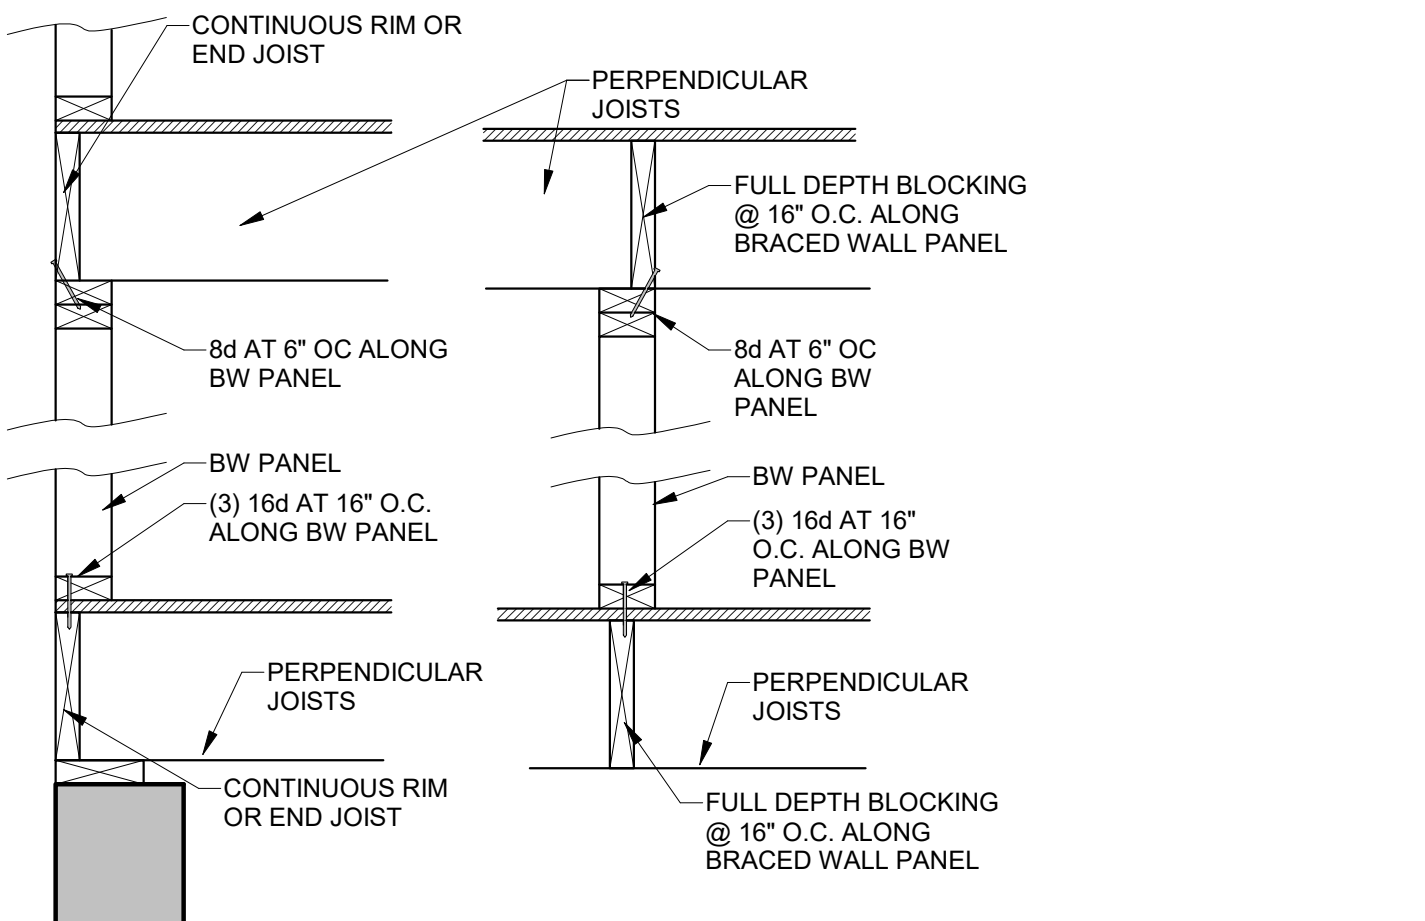 CONTINUOUS RIM OR
END JOIST
PERPENDICULAR
JOISTS
FULL DEPTH BLOCKING
@ 16" O.C. ALONG
BRACED WALL PANEL
8d AT 6" OC ALONG
BW PANEL
8d AT 6" OC
ALONG BW
PANEL
BW PANEL
(3) 16d AT 16" O.C.
ALONG BW PANEL
BW PANEL
(3) 16d AT 16"
O.C. ALONG BW
PANEL
PERPENDICULAR
JOISTS
CONTINUOUS RIM
OR END JOIST
PERPENDICULAR
JOISTS
FULL DEPTH BLOCKING
@ 16" O.C. ALONG
BRACED WALL PANEL